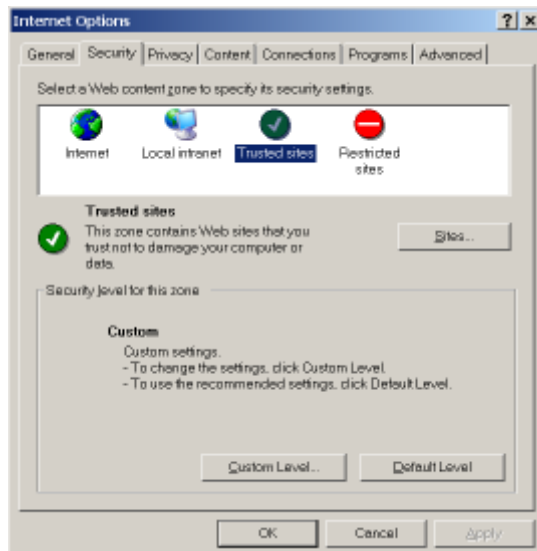 Internet Options
? x
General Security Privacy Content Connections Programs Advanced
Select a Web content zone to specify its security settings.
Internet Local intranet Trusted sites Restricted
sites
Trusted sites
This zone contains Web sites that you
trust not to damage your computer or
data.
Sites...
Security level for this zone
Custom
Custom settings.
- To change the settings, click Custom Level.
- To use the recommended settings, click Default Level.
Custom Level... Default Level
OK Cancel Apply